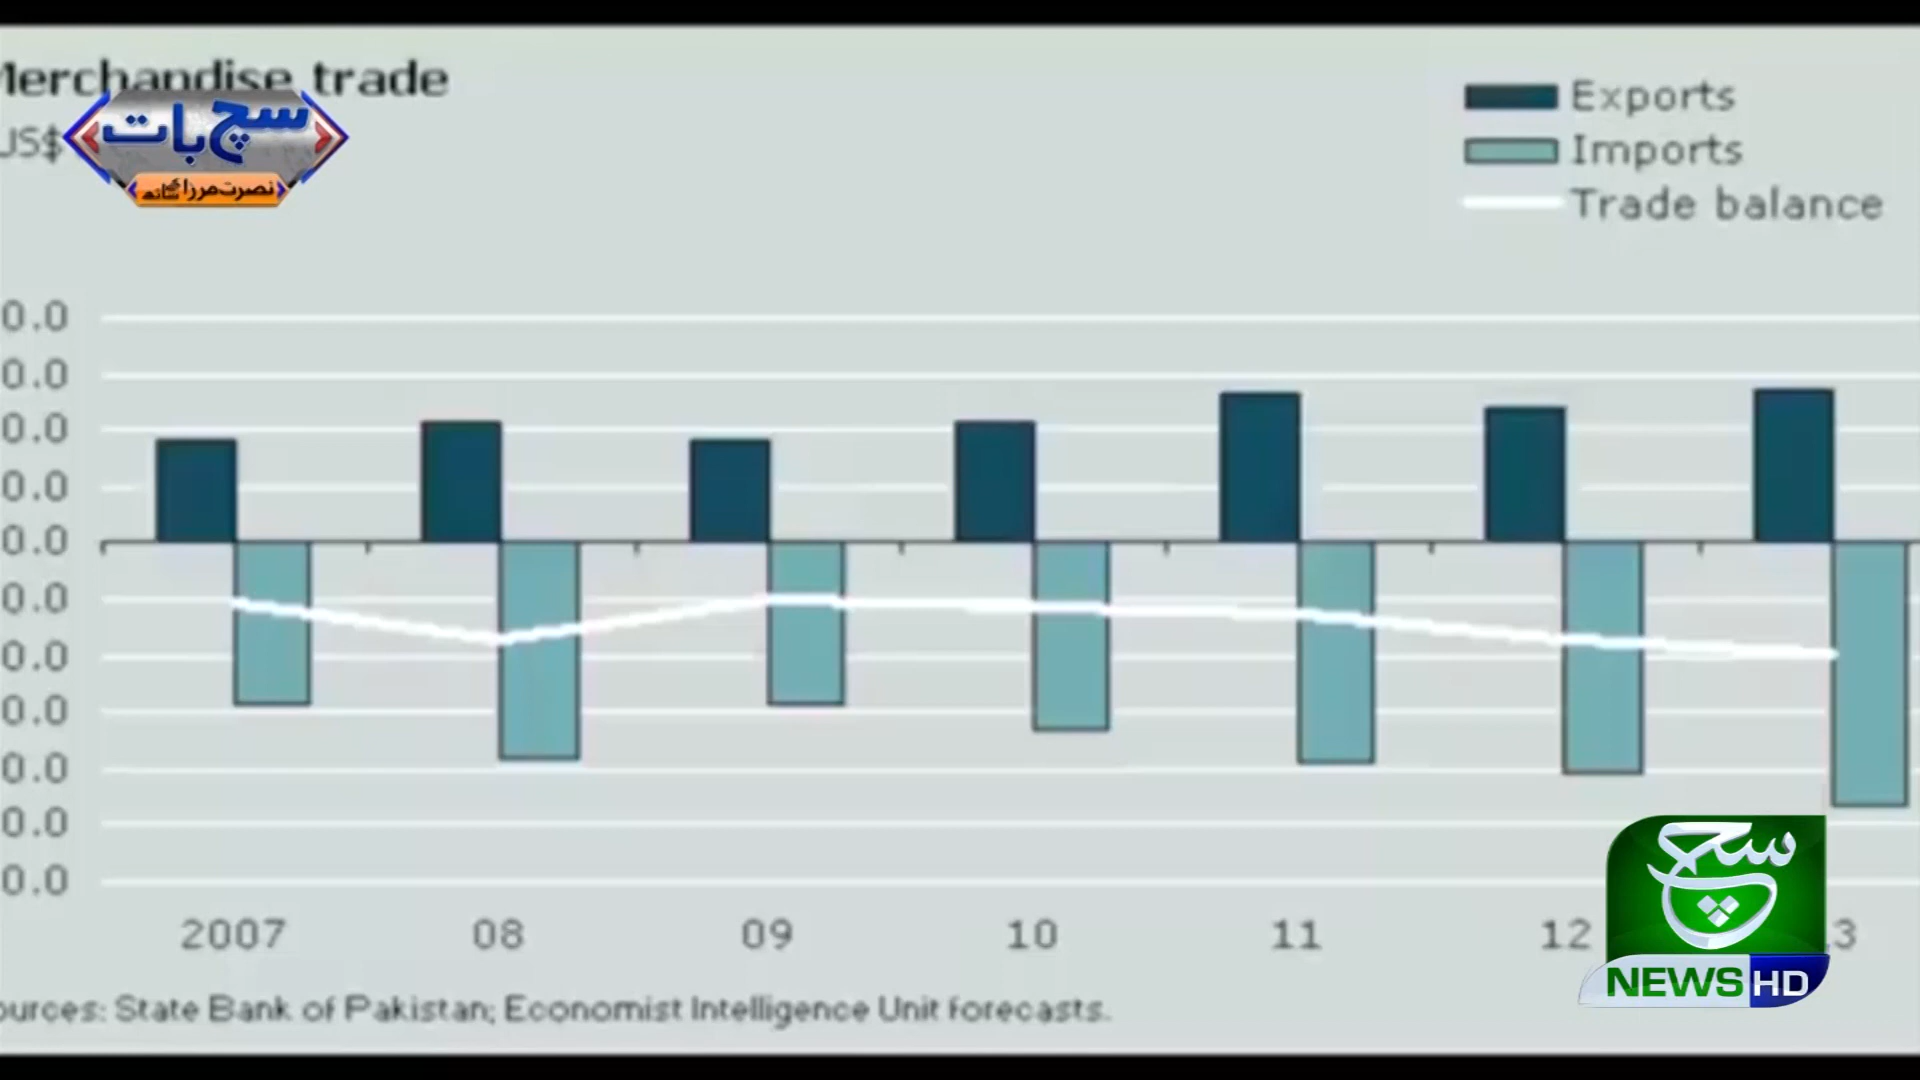 Merchandise trade
US$
سچ بات
نصرت مرزا کے ساتھ
Exports
Imports
Trade balance
0.0
0.0
0.0
0.0
0.0
0.0
0.0
0.0
0.0
0.0
0.0
2007 08 09 10 11 12 13
سچ
NEWS HD
ources: State Bank of Pakistan; Economist Intelligence Unit forecasts.